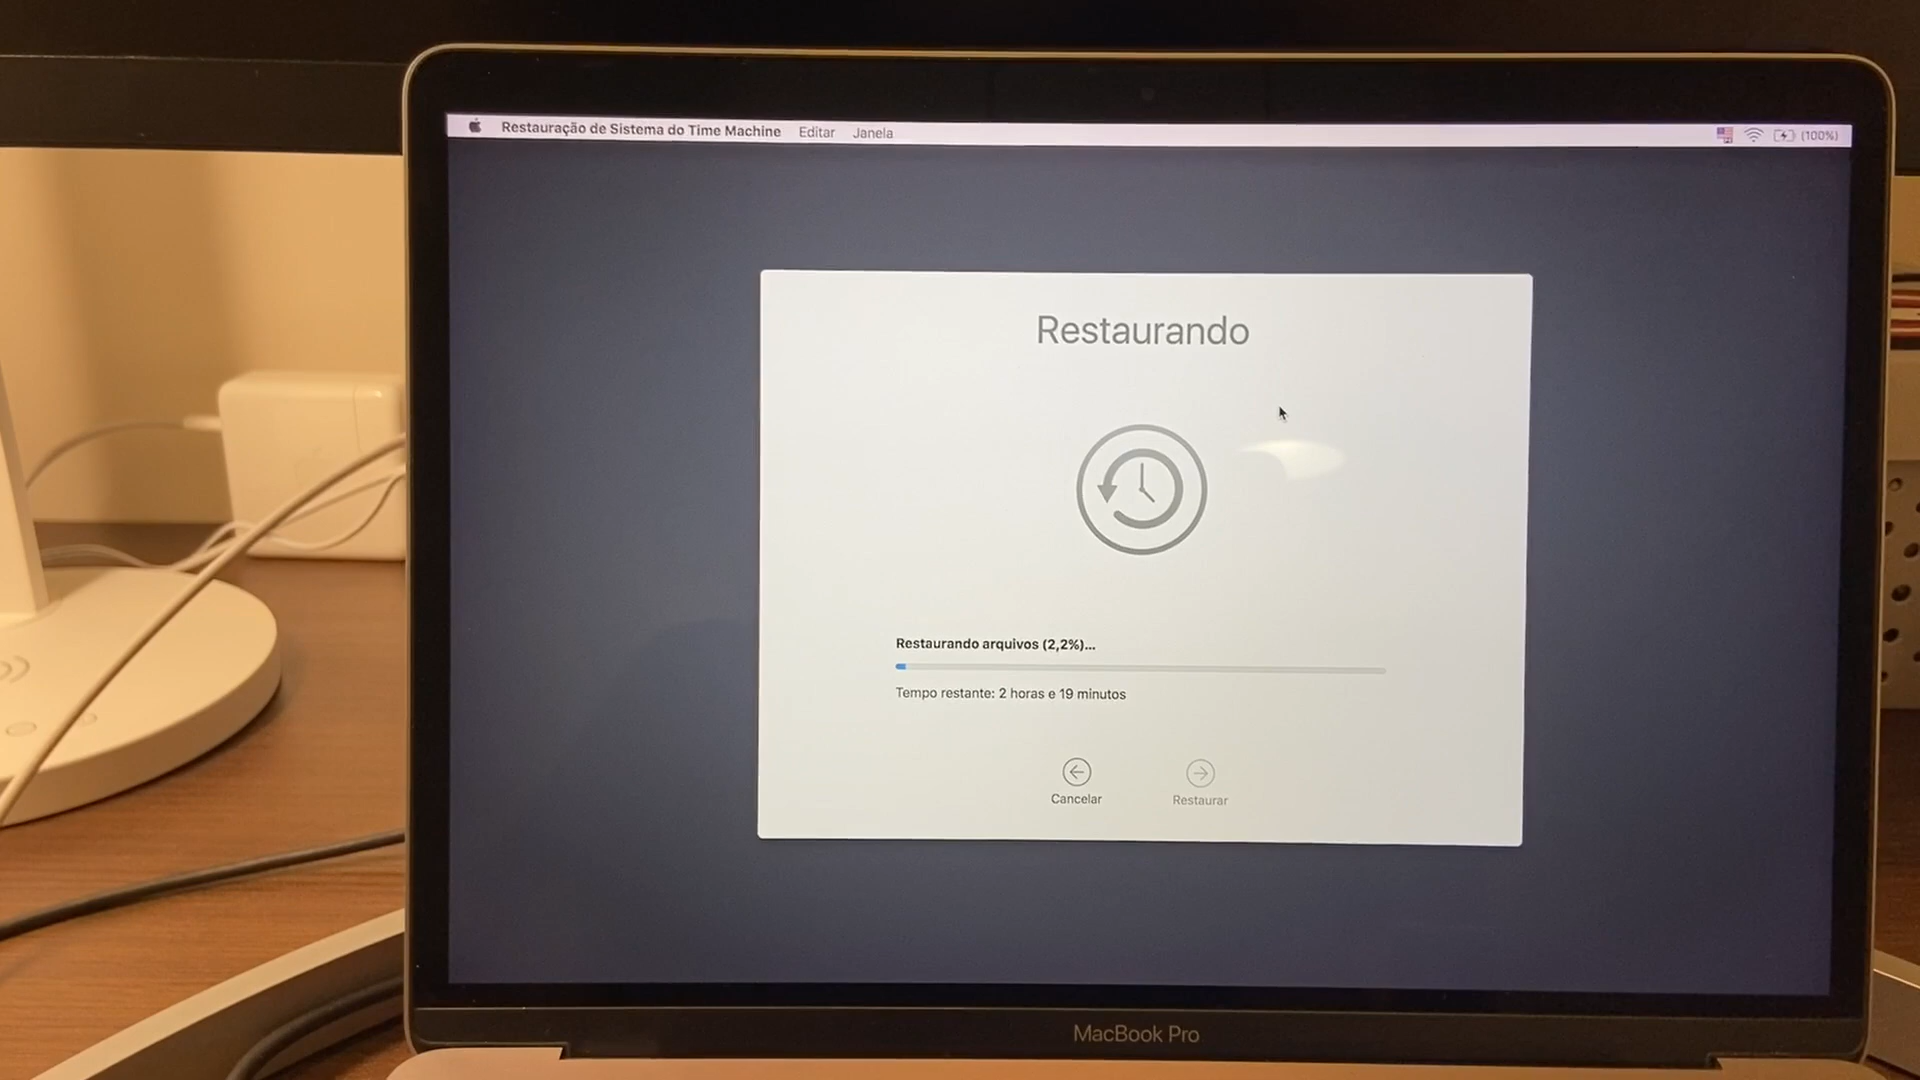 Restauração de Sistema do Time Machine Editar Janela (100%)
Restaurando
Restaurando arquivos (2,2%)...
Tempo restante: 2 horas e 19 minutos
Cancelar Restaurar
MacBook Pro